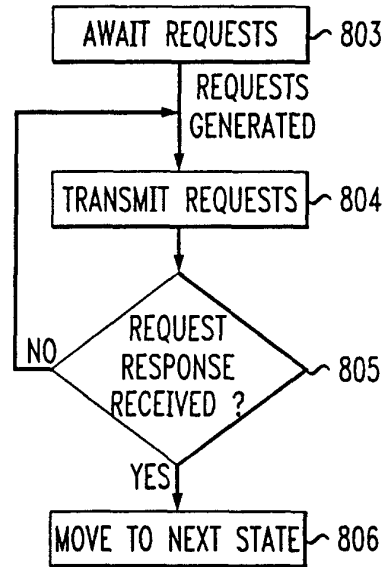 AWAIT REQUESTS 803
REQUESTS
GENERATED
TRANSMIT REQUESTS 804
REQUEST
RESPONSE
RECEIVED ?
NO
805
YES
MOVE TO NEXT STATE 806